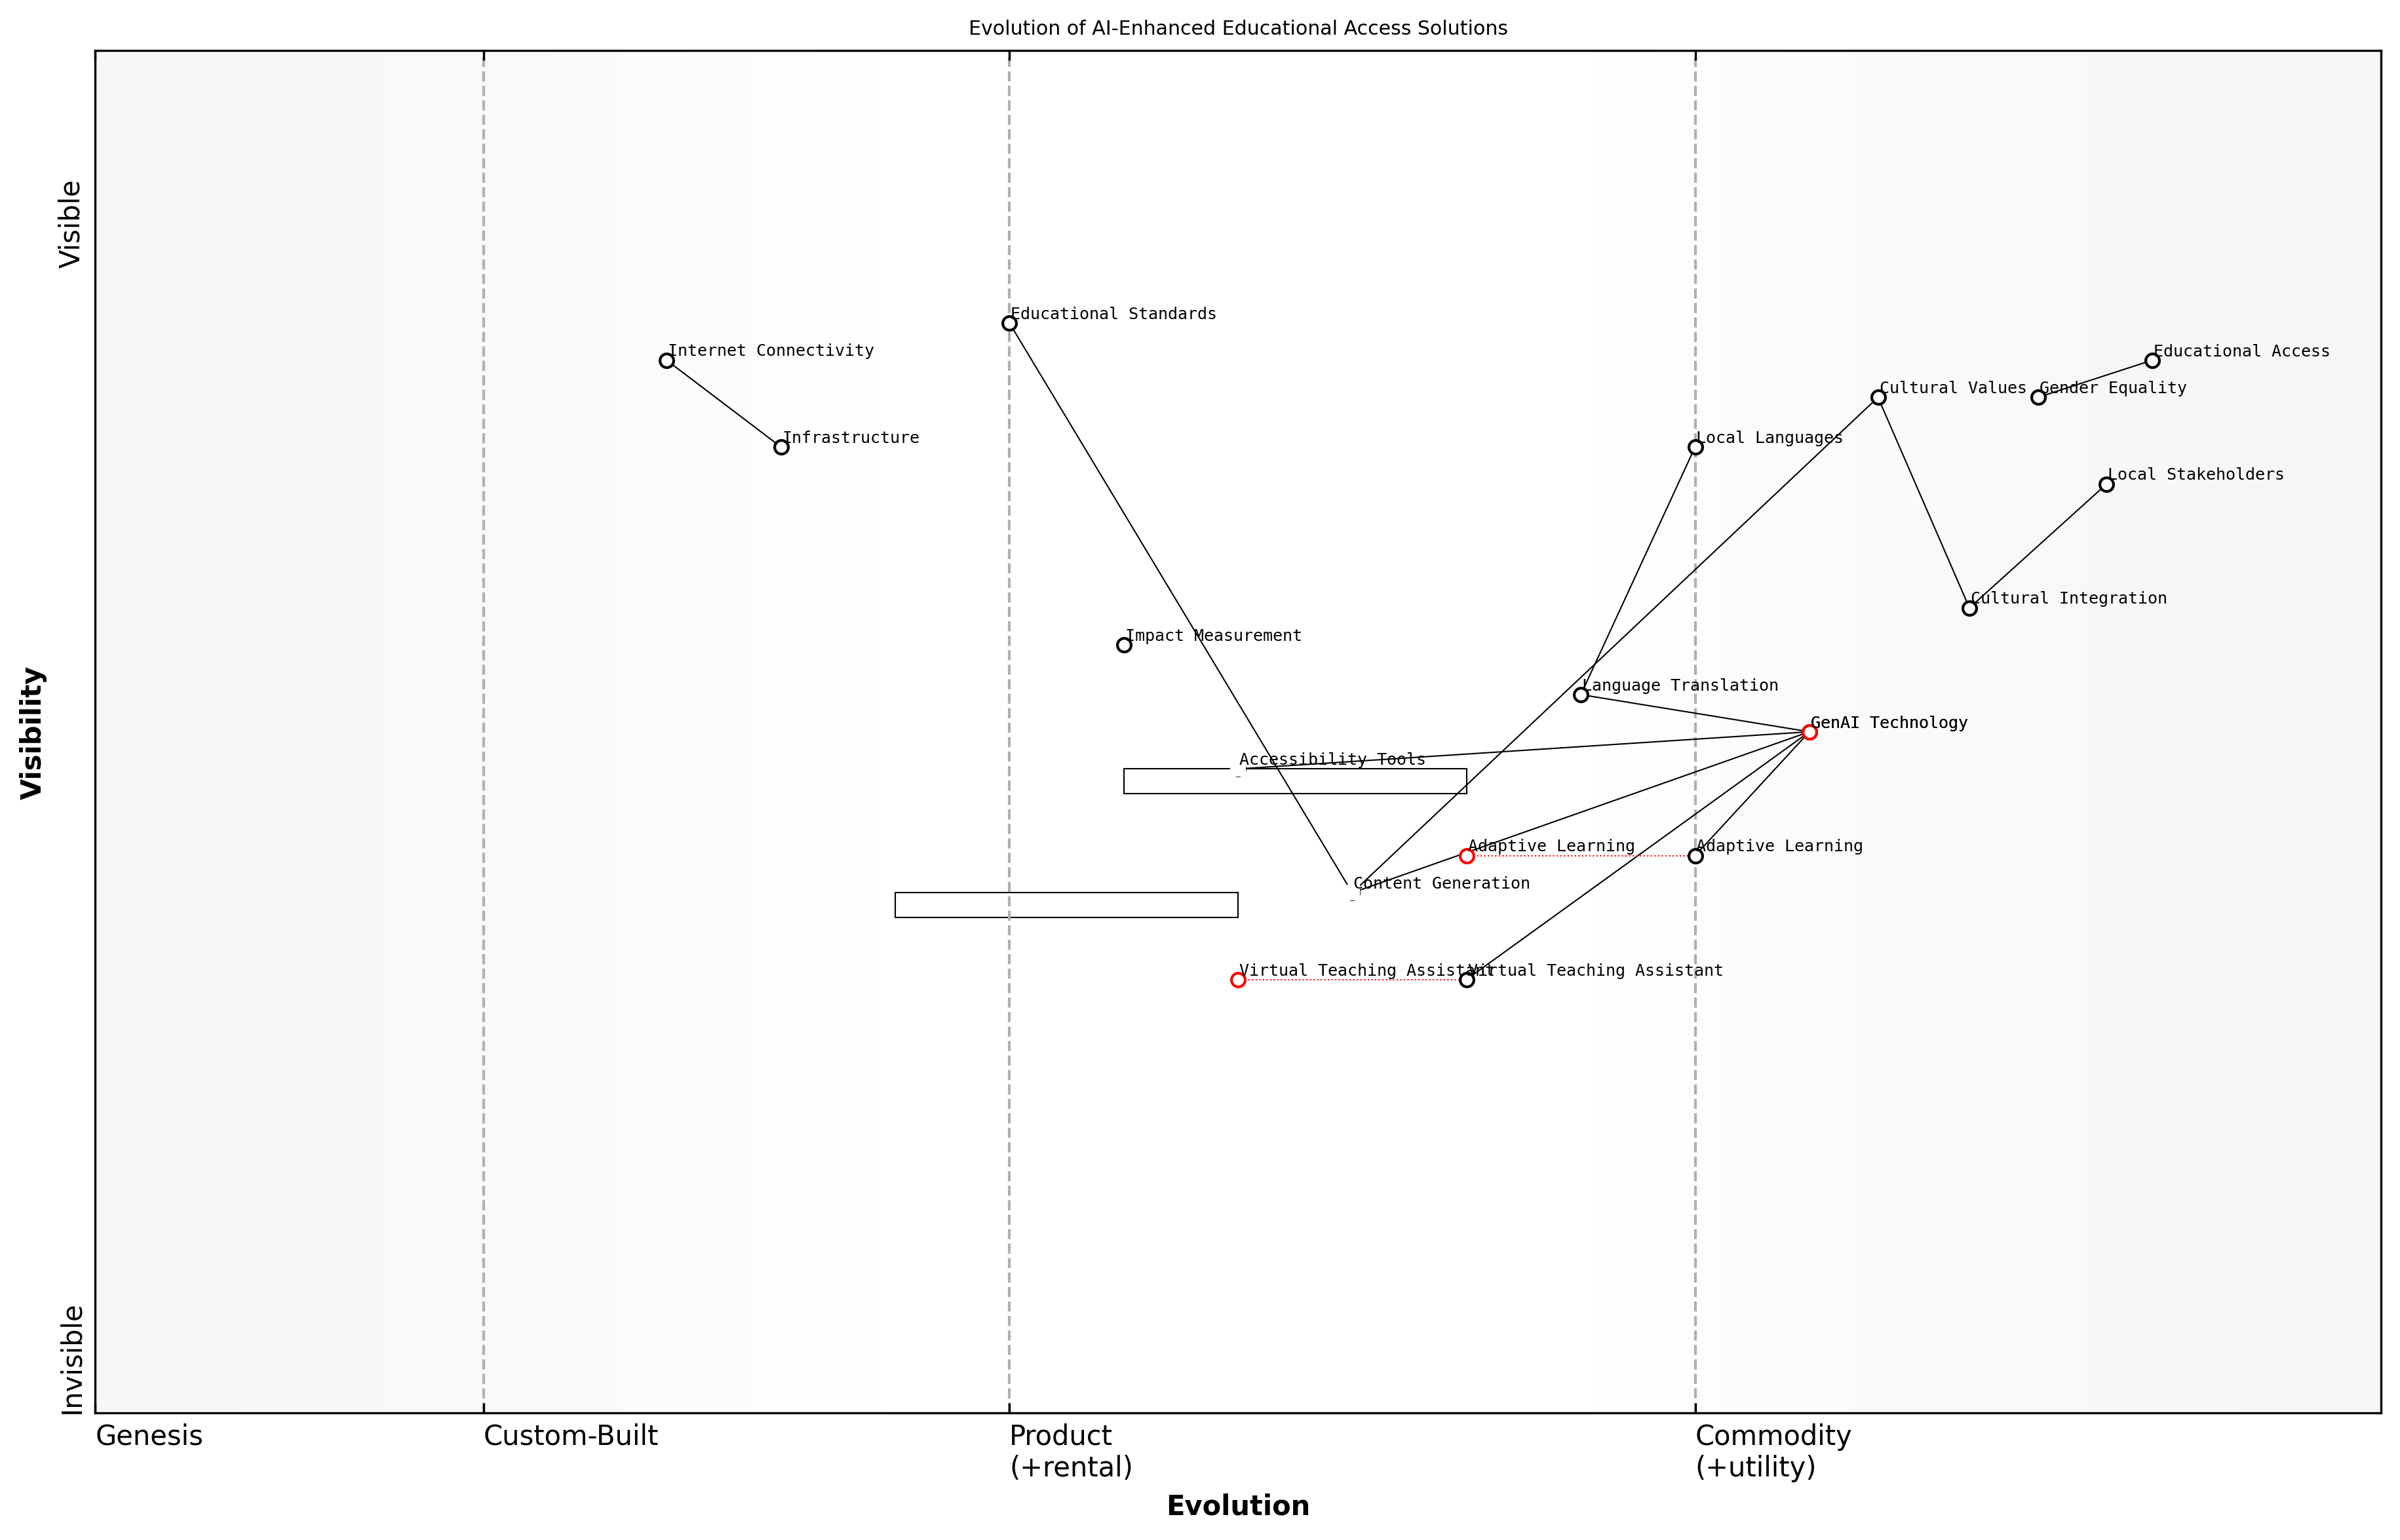 Evolution of AI-Enhanced Educational Access Solutions
Visible
Educational Standards
Internet Connectivity
Educational Access
Cultural Values
Gender Equality
Infrastructure
Local Languages
Local Stakeholders
Cultural Integration
Impact Measurement
Language Translation
Visibility
GenAI Technology
Accessibility Tools
Adaptive Learning
Adaptive Learning
Content Generation
Virtual Teaching Assistant
Virtual Teaching Assistant
Invisible
Genesis
Custom-Built
Product
(+rental)
Commodity
(+utility)
Evolution